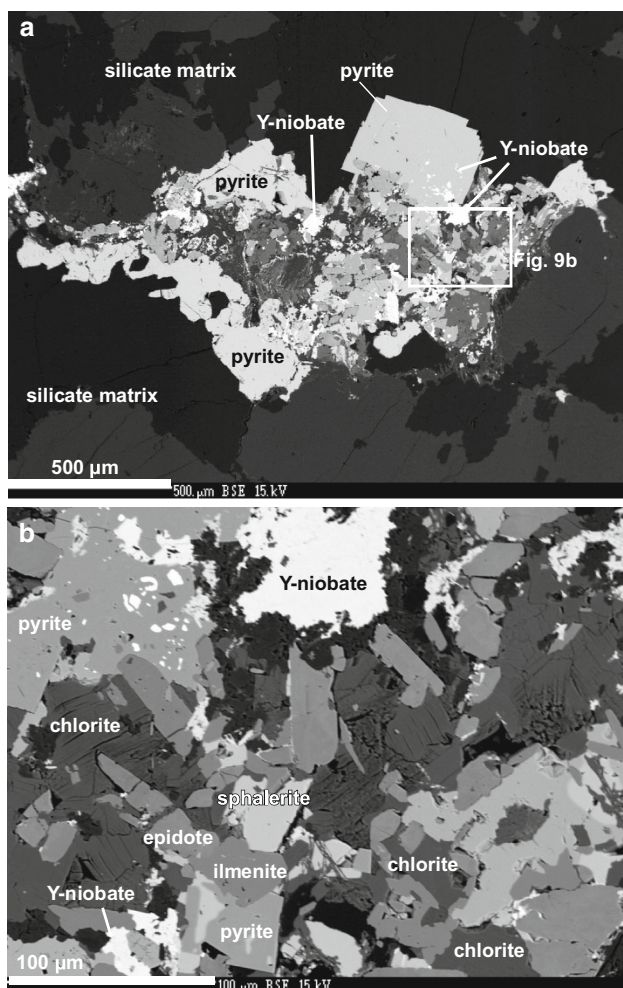 a
silicate matrix
pyrite
Y-niobate
Y-niobate
pyrite
Fig. 9b
pyrite
silicate matrix
500 µm
500.µm BSE 15.kV
b
Y-niobate
pyrite
chlorite
sphalerite
epidote
ilmenite
chlorite
Y-niobate
pyrite
chlorite
100 µm
100 µm BSE 15.kV